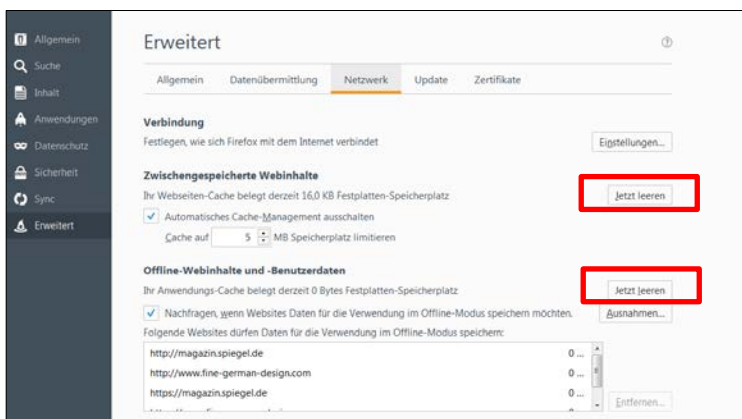 Allgemein
Suche
Inhalt
Anwendungen
Datenschutz
Sicherheit
Sync
Erweitert
Erweitert
Allgemein Datenübermittlung Netzwerk Update Zertifikate
Verbindung
Festlegen, wie sich Firefox mit dem Internet verbindet Einstellungen...
Zwischengespeicherte Webinhalte
Ihr Webseiten-Cache belegt derzeit 16,0 KB Festplatten-Speicherplatz Jetzt leeren
Automatisches Cache-Management ausschalten
Cache auf 5 MB Speicherplatz limitieren
Offline-Webinhalte und -Benutzerdaten
Ihr Anwendungs-Cache belegt derzeit 0 Bytes Festplatten-Speicherplatz Jetzt leeren
Nachfragen, wenn Websites Daten für die Verwendung im Offline-Modus speichern möchten. Ausnahmen...
Folgende Websites dürfen Daten für die Verwendung im Offline-Modus speichern:
http://magazin.spiegel.de 0 ...
http://www.fine-german-design.com 0 ...
https://magazin.spiegel.de 0 ...
Entfernen...